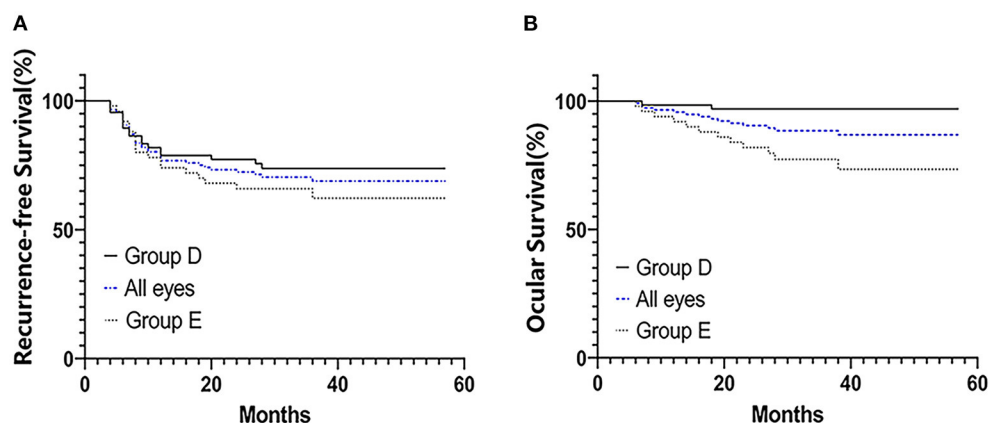 A
Recurrence-free Survival(%)
100
50
0
Group D
All eyes
Group E
0 20 40 60
Months
B
Ocular Survival(%)
100
50
0
Group D
All eyes
Group E
0 20 40 60
Months